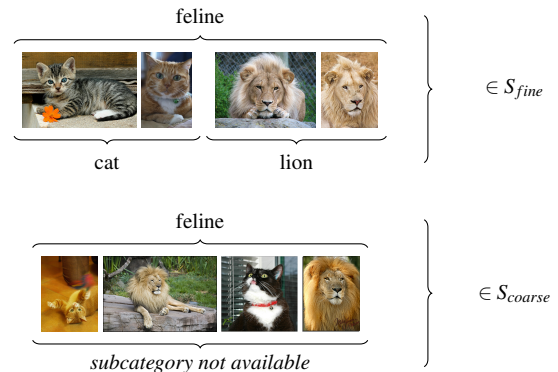 feline
cat
lion
∈ S_fine
feline
subcategory not available
∈ S_coarse